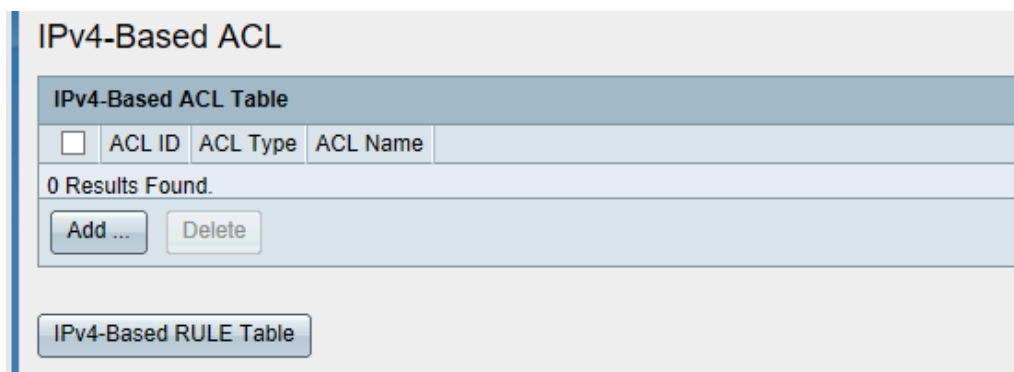 IPv4-Based ACL
IPv4-Based ACL Table
ACL ID ACL Type ACL Name
0 Results Found.
Add ... Delete
IPv4-Based RULE Table